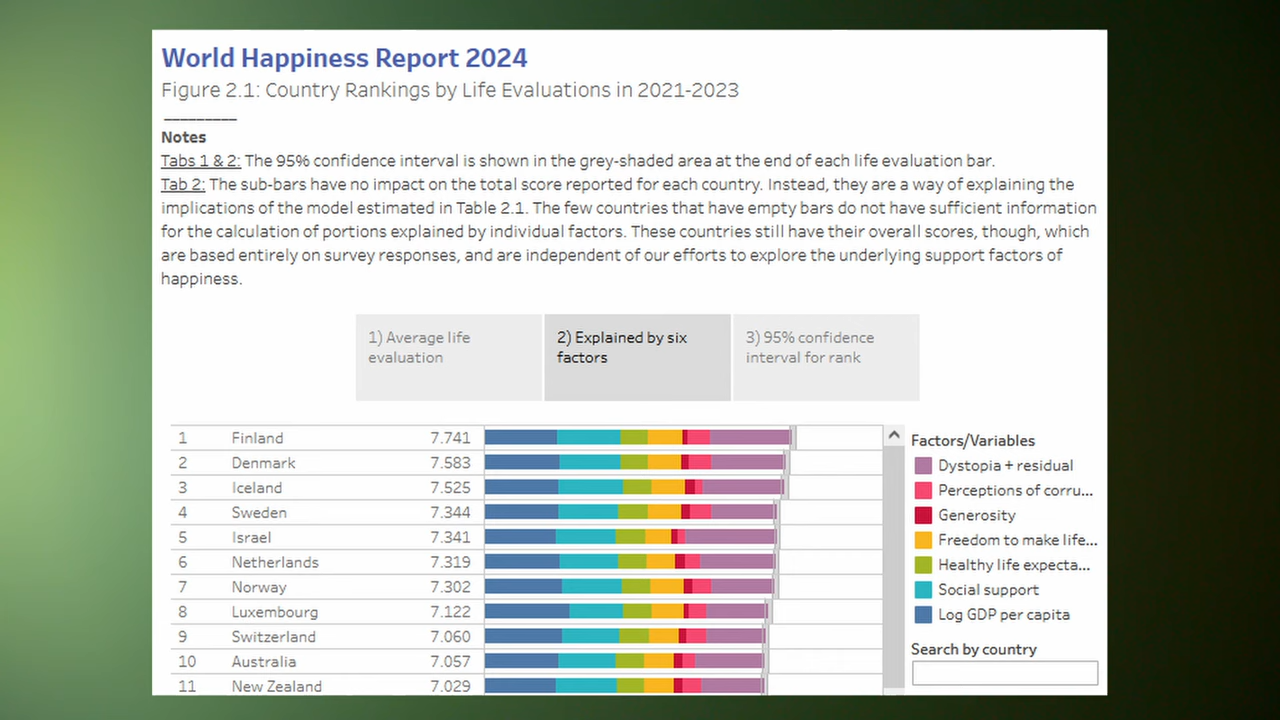 World Happiness Report 2024
Figure 2.1: Country Rankings by Life Evaluations in 2021-2023
Notes
Tabs 1 & 2: The 95% confidence interval is shown in the grey-shaded area at the end of each life evaluation bar.
Tab 2: The sub-bars have no impact on the total score reported for each country. Instead, they are a way of explaining the
implications of the model estimated in Table 2.1. The few countries that have empty bars do not have sufficient information
for the calculation of portions explained by individual factors. These countries still have their overall scores, though, which
are based entirely on survey responses, and are independent of our efforts to explore the underlying support factors of
happiness.
1) Average life
evaluation
2) Explained by six
factors
3) 95% confidence
interval for rank
1 Finland 7.741
2 Denmark 7.583
3 Iceland 7.525
4 Sweden 7.344
5 Israel 7.341
6 Netherlands 7.319
7 Norway 7.302
8 Luxembourg 7.122
9 Switzerland 7.060
10 Australia 7.057
11 New Zealand 7.029
Factors/Variables
Dystopia + residual
Perceptions of corru...
Generosity
Freedom to make life...
Healthy life expecta...
Social support
Log GDP per capita
Search by country